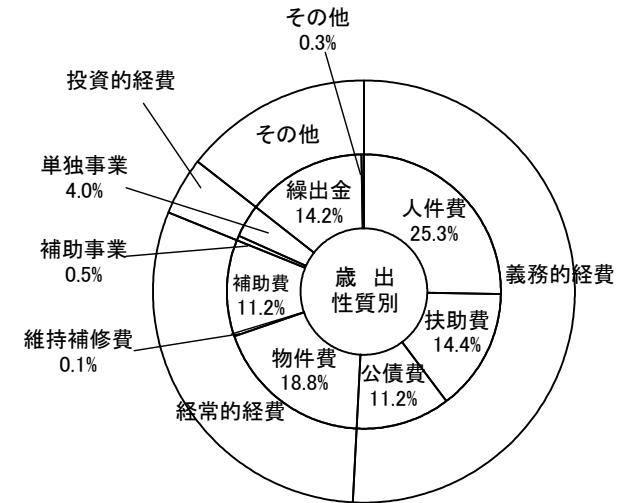 その他
0.3%
投資的経費
その他
単独事業
4.0%
繰出金
14.2%
人件費
25.3%
補助事業
0.5%
補助費
11.2%
歳 出
性質別
義務的経費
扶助費
14.4%
維持補修費
0.1%
物件費
18.8%
公債費
11.2%
経常的経費